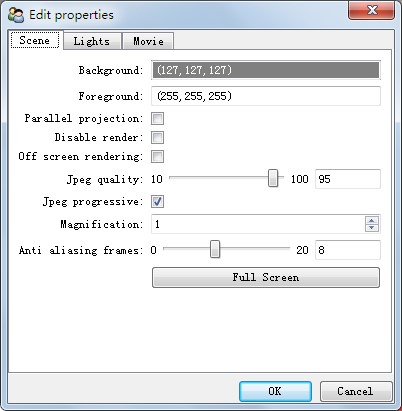 Edit properties
Scene Lights Movie
Background: (127,127,127)
Foreground: (255,255,255)
Parallel projection:
Disable render:
Off screen rendering:
Jpeg quality: 10 100 95
Jpeg progressive:
Magnification: 1
Anti aliasing frames: 0 20 8
Full Screen
OK Cancel